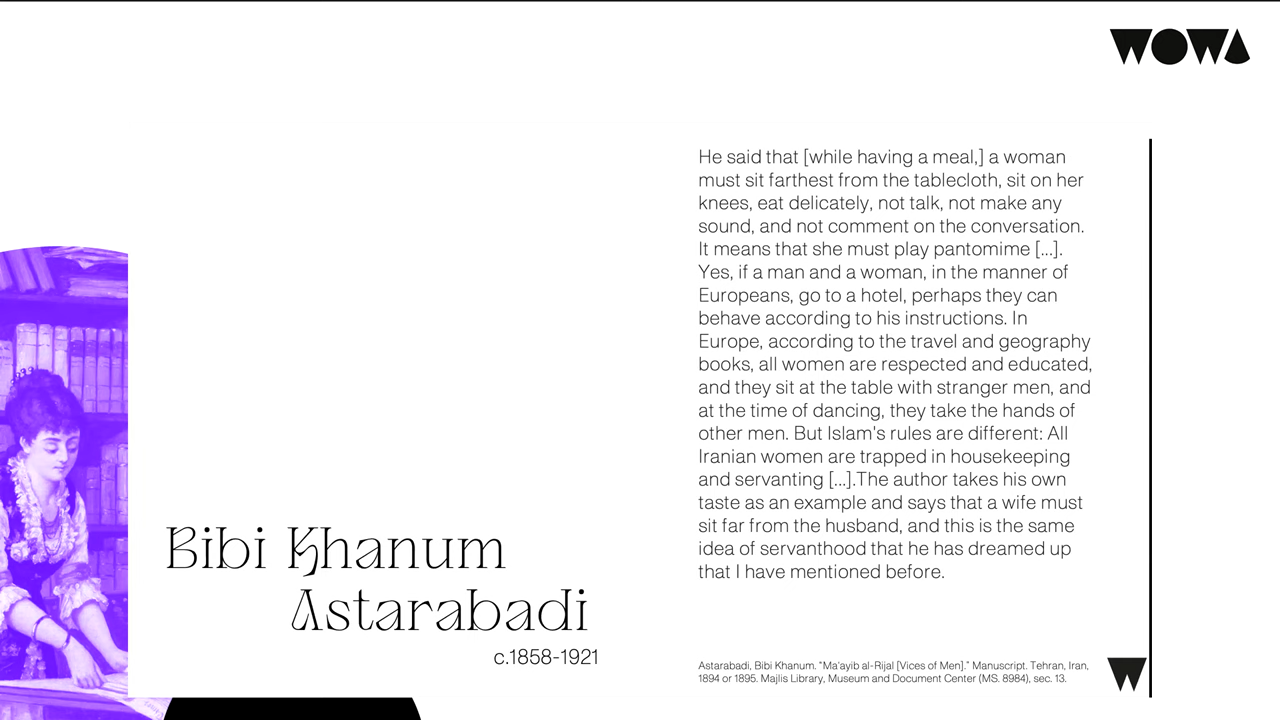 WOWA
He said that [while having a meal,] a woman
must sit farthest from the tablecloth, sit on her
knees, eat delicately, not talk, not make any
sound, and not comment on the conversation.
It means that she must play pantomime [...].
Yes, if a man and a woman, in the manner of
Europeans, go to a hotel, perhaps they can
behave according to his instructions. In
Europe, according to the travel and geography
books, all women are respected and educated,
and they sit at the table with stranger men, and
at the time of dancing, they take the hands of
other men. But Islam's rules are different: All
Iranian women are trapped in housekeeping
and servanting [...].The author takes his own
taste as an example and says that a wife must
sit far from the husband, and this is the same
idea of servanthood that he has dreamed up
that I have mentioned before.
Bibi Khanum
Astarabadi
c.1858-1921
Astarabadi, Bibi Khanum. "Ma'ayib al-Rijal [Vices of Men]." Manuscript. Tehran, Iran,
1894 or 1895. Majlis Library, Museum and Document Center (MS. 8984), sec. 13.
W